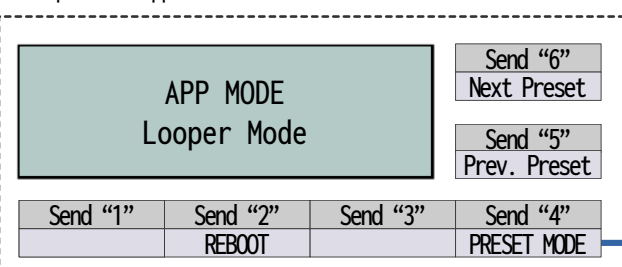 APP MODE
Looper Mode
Send “6”
Next Preset
Send “5”
Prev. Preset
Send “1” Send “2” Send “3” Send “4”
REBOOT PRESET MODE